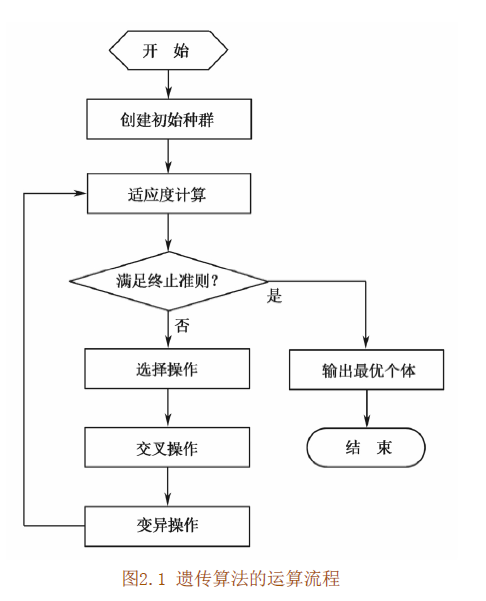 开 始
创建初始种群
适应度计算
满足终止准则?
是
否
选择操作
输出最优个体
交叉操作
结 束
变异操作
图2.1 遗传算法的运算流程